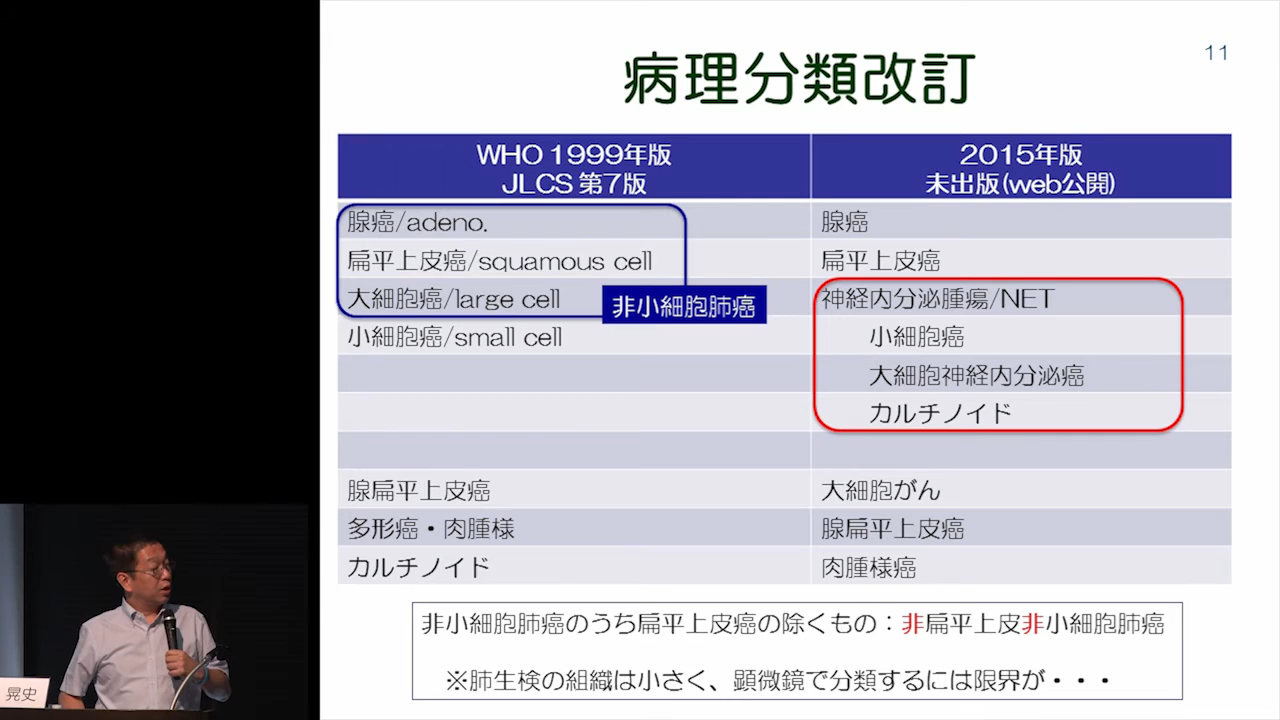 11
病理分類改訂
WHO 1999年版
JLCS 第7版
2015年版
未出版(web公開)
腺癌/adeno.
腺癌
扁平上皮癌/squamous cell
扁平上皮癌
大細胞癌/large cell
非小細胞肺癌
神経内分泌腫瘍/NET
小細胞癌/small cell
小細胞癌
大細胞神経内分泌癌
カルチノイド
腺扁平上皮癌
大細胞がん
多形癌・肉腫様
腺扁平上皮癌
カルチノイド
肉腫様癌
非小細胞肺癌のうち扁平上皮癌の除くもの：非扁平上皮非小細胞肺癌
※肺生検の組織は小さく、顕微鏡で分類するには限界が・・・
晃史